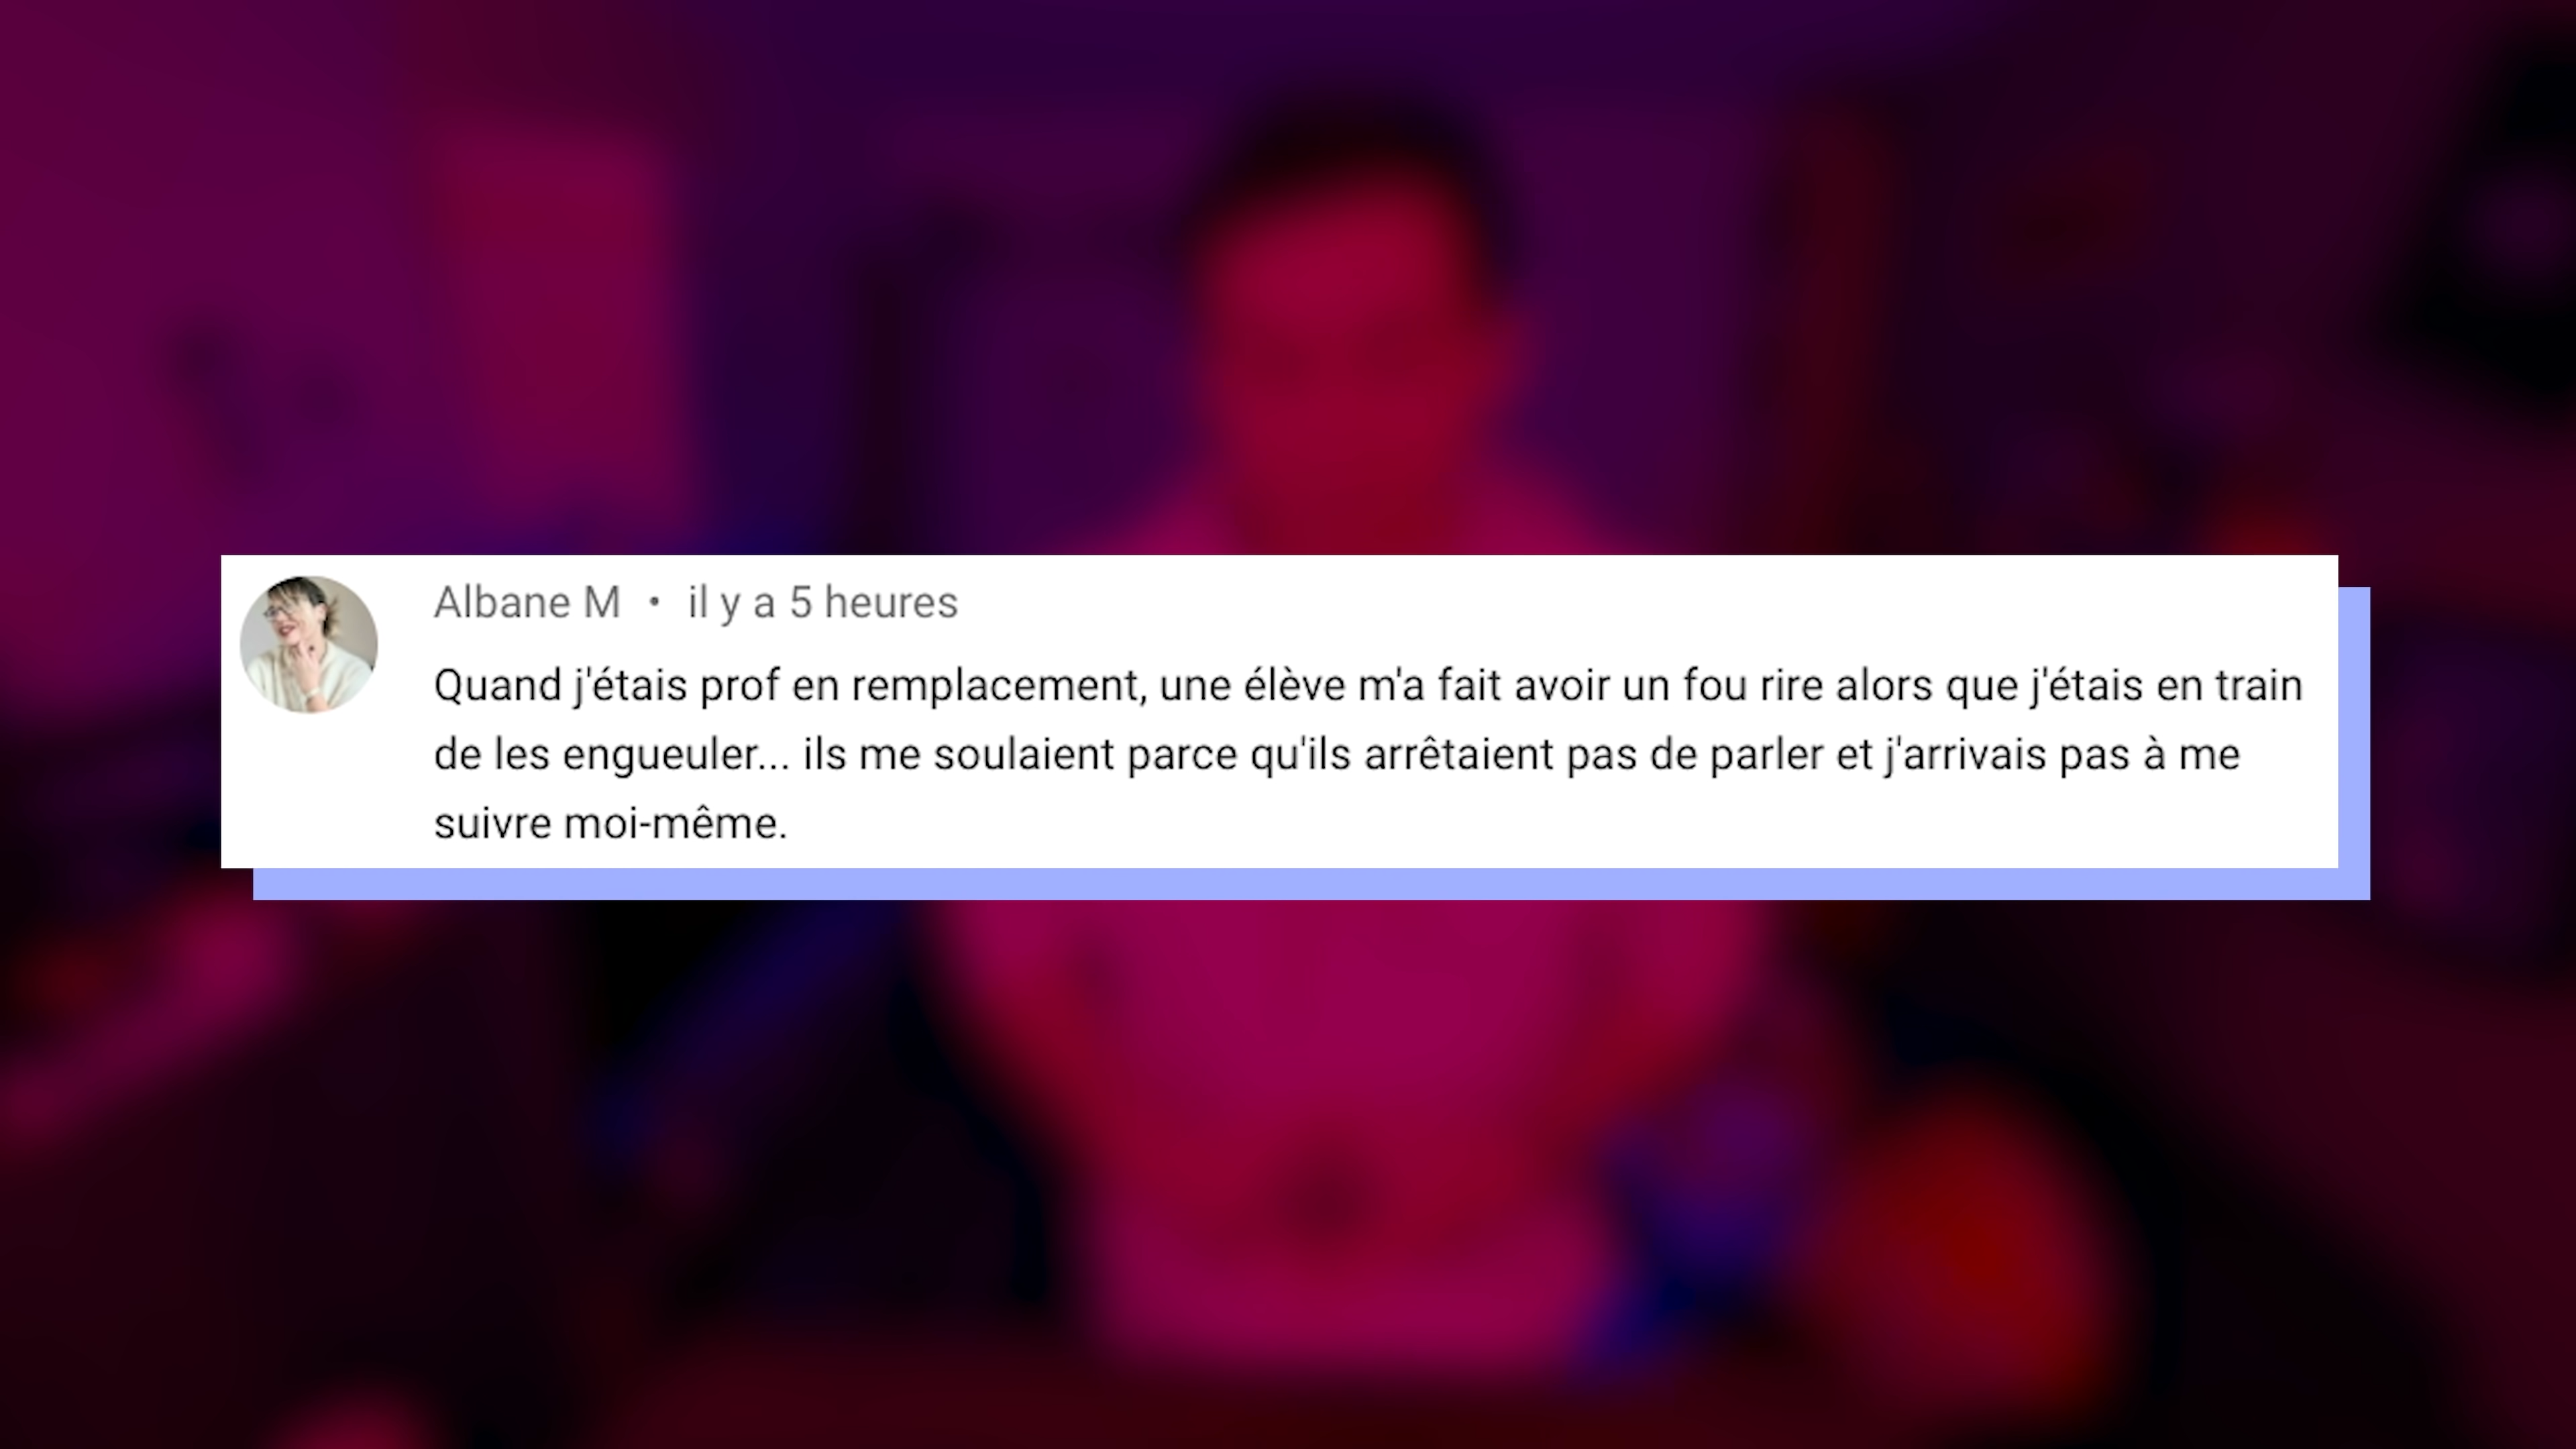 Albane M • il y a 5 heures
Quand j'étais prof en remplacement, une élève m'a fait avoir un fou rire alors que j'étais en train
de les engueuler... ils me soulaient parce qu'ils arrêtaient pas de parler et j'arrivais pas à me
suivre moi-même.